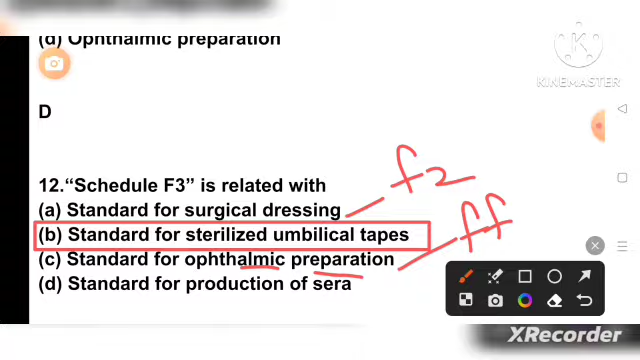 (d) Ophthalmic preparation
KINEMASTER
D
12."Schedule F3" is related with
(a) Standard for surgical dressing
f2
(b) Standard for sterilized umbilical tapes
ff
(c) Standard for ophthalmic preparation
(d) Standard for production of sera
XRecorder